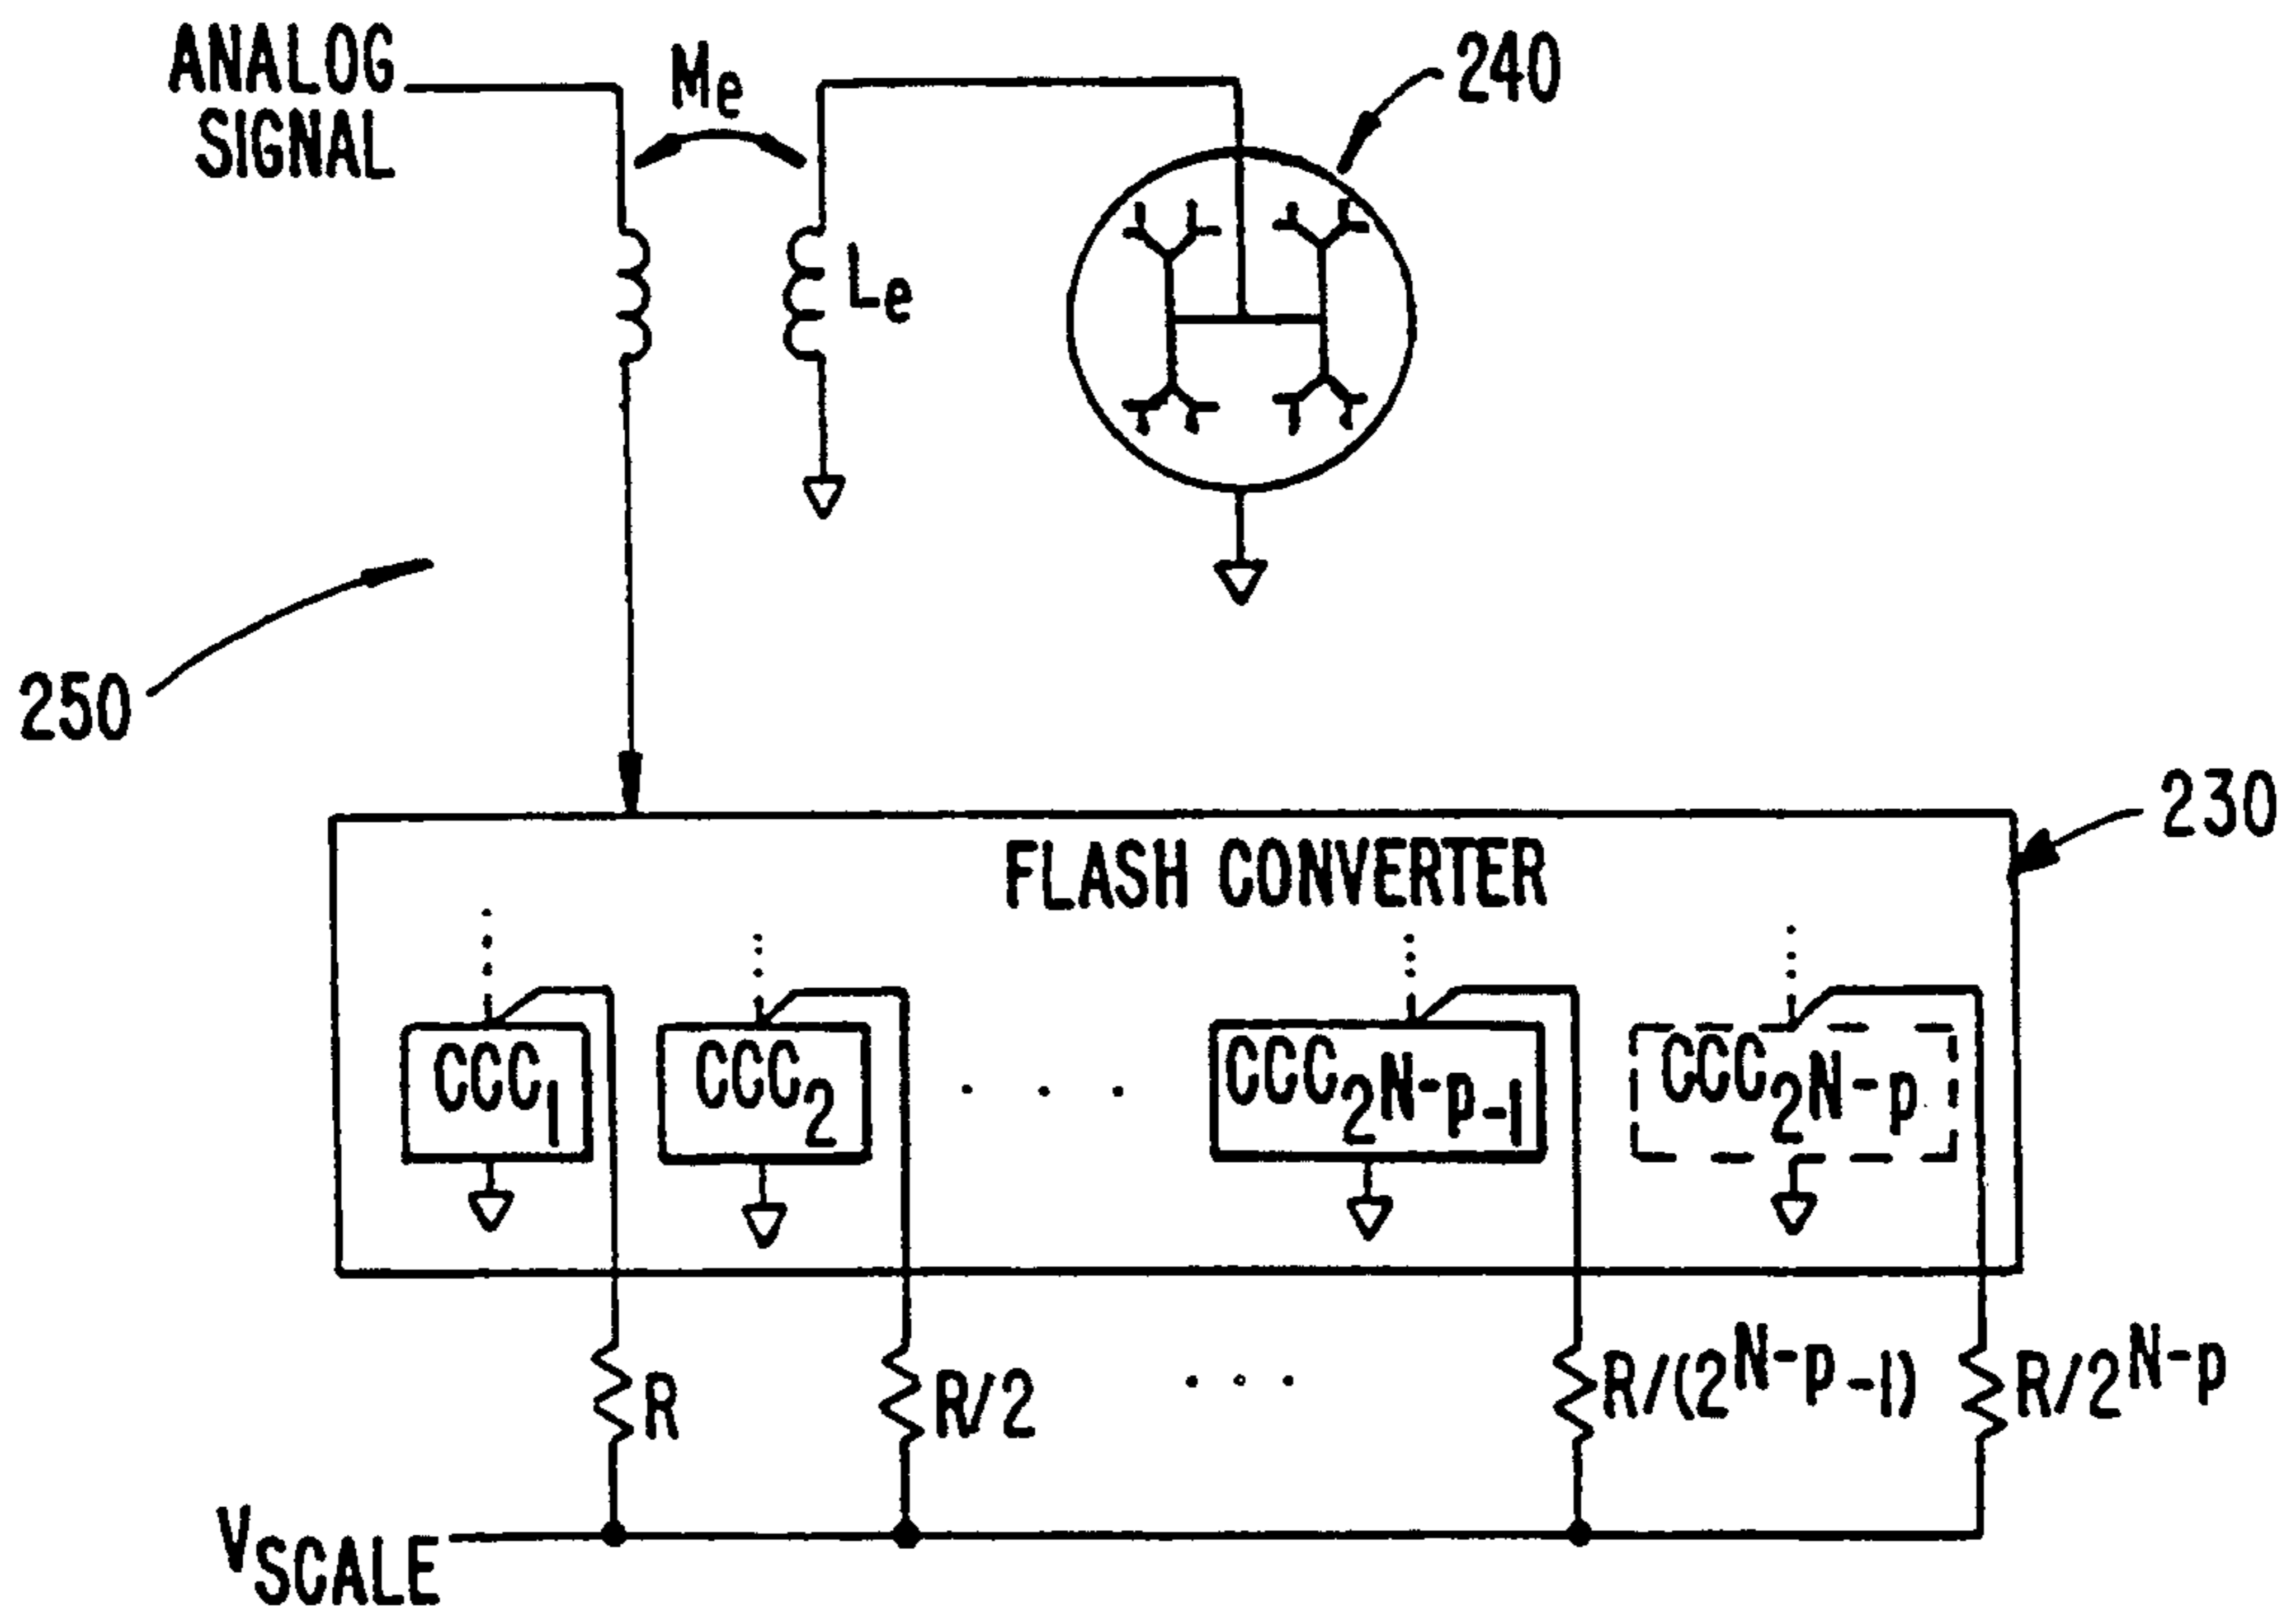 ANALOG
SIGNAL
Me
240
Le
250
230
FLASH CONVERTER
CCC1
CCC2
. . .
CCC2N-p-1
CCC2N-p
R
R/2
...
R/(2N-p-1)
R/2N-p
VSCALE